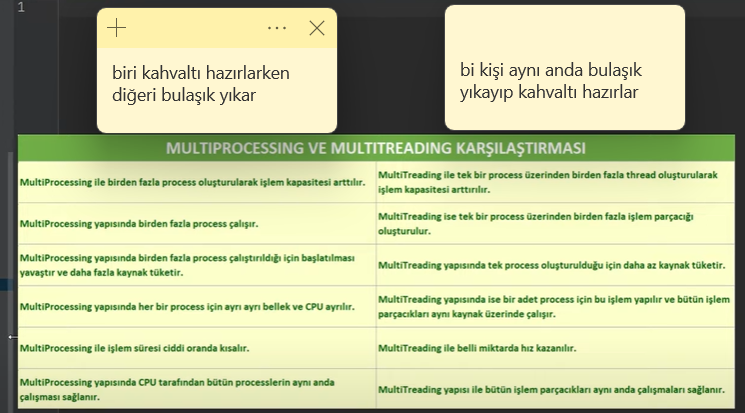 1
biri kahvaltı hazırlarken
diğeri bulaşık yıkar
bi kişi aynı anda bulaşık
yıkayıp kahvaltı hazırlar
MULTIPROCESSING VE MULTITREADING KARŞILAŞTIRMASI
MultiProcessing ile birden fazla process oluşturularak işlem kapasitesi arttılır.
MultiTreading ile tek bir process üzerinden birden fazla thread oluşturularak
işlem kapasitesi arttırılır.
MultiProcessing yapısında birden fazla process çalışır.
MultiTreading ise tek bir process üzerinden birden fazla işlem parçacığı
oluşturulur.
MultiProcessing yapısında birden fazla process çalıştırıldığı için başlatılması
yavaştır ve daha fazla kaynak tüketir.
MultiTreading yapısında tek process oluşturulduğu için daha az kaynak tüketir.
MultiProcessing yapısında her bir process için ayrı ayrı bellek ve CPU ayrılır.
MultiTreading yapısında ise bir adet process için bu işlem yapılır ve bütün işlem
parçacıkları aynı kaynak üzerinde çalışır.
MultiProcessing ile işlem süresi ciddi oranda kısalır.
MultiTreading ile belli miktarda hız kazanılır.
MultiProcessing yapısında CPU tarafından bütün processlerin aynı anda
çalışması sağlanır.
MultiTreading yapısı ile bütün işlem parçacıkları aynı anda çalışmaları sağlanır.